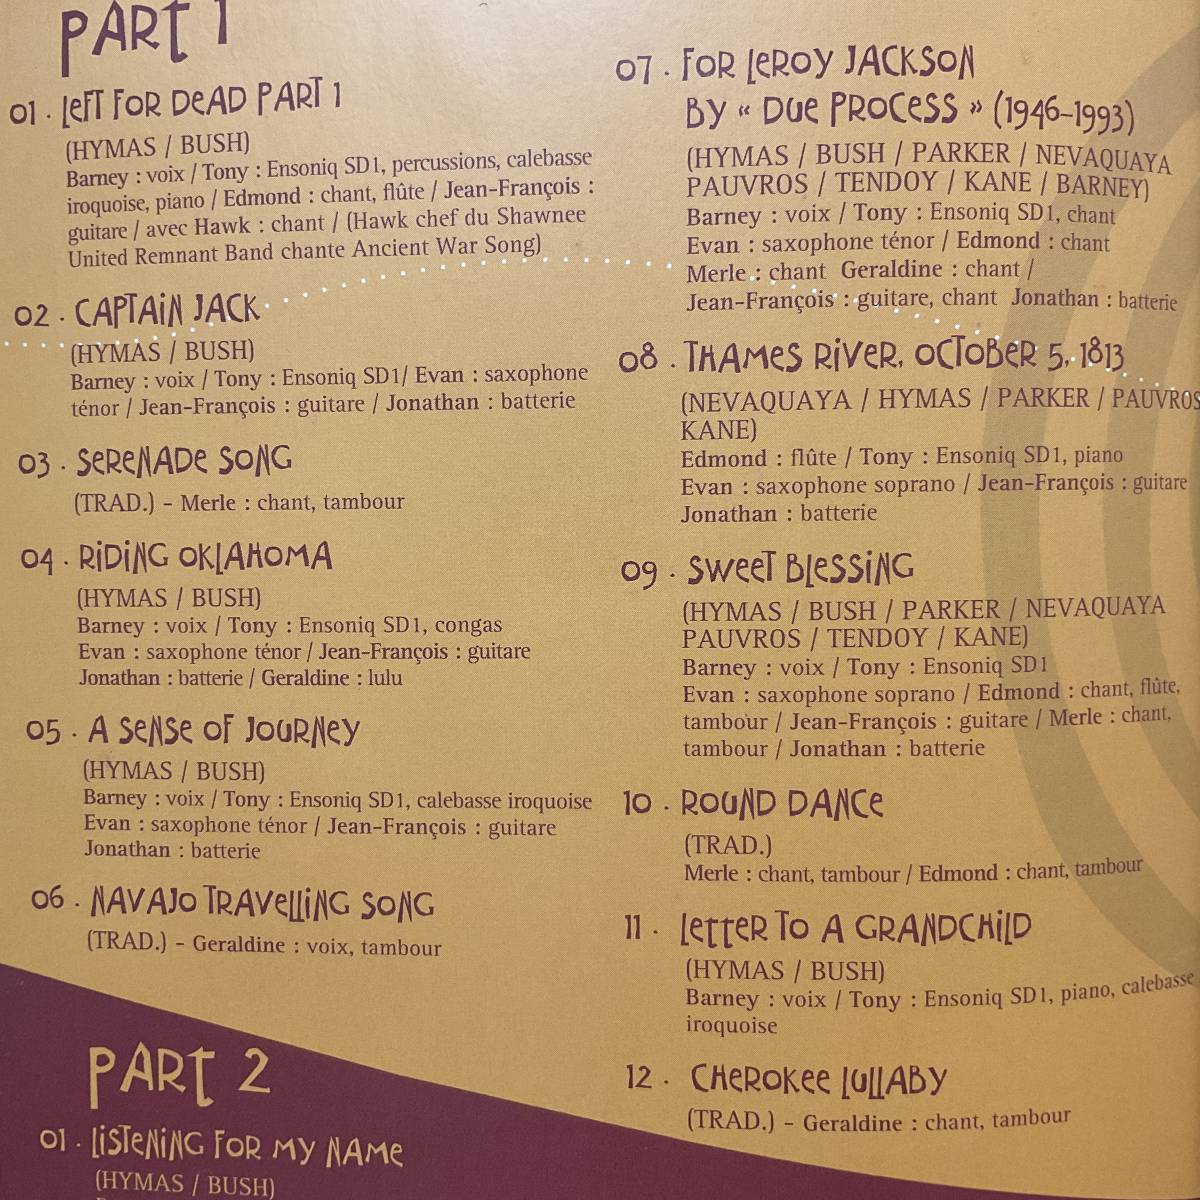 PART 1
01 . LEFT FOR DEAD PART 1
(HYMAS / BUSH)
Barney : voix / Tony : Ensoniq SD1, percussions, calebasse
iroquoise, piano / Edmond : chant, flûte / Jean-François :
guitare / avec Hawk : chant / (Hawk chef du Shawnee
United Remnant Band chante Ancient War Song)
02 . CAPTAIN JACK
(HYMAS / BUSH)
Barney : voix / Tony : Ensoniq SD1/ Evan : saxophone
ténor / Jean-François : guitare / Jonathan : batterie
03 . SERENADE SONG
(TRAD.) - Merle : chant, tambour
04 . RIDING OKLAHOMA
(HYMAS / BUSH)
Barney : voix / Tony : Ensoniq SD1, congas
Evan : saxophone ténor / Jean-François : guitare
Jonathan : batterie / Geraldine : lulu
05 . A SENSE OF JOURNEY
(HYMAS / BUSH)
Barney : voix / Tony : Ensoniq SD1, calebasse iroquoise
Evan : saxophone ténor / Jean-François : guitare
Jonathan : batterie
06 . NAVAJO TRAVELLING SONG
(TRAD.) - Geraldine : voix, tambour
07 . FOR LEROY JACKSON
BY « DUE PROCESS » (1946-1993)
(HYMAS / BUSH / PARKER / NEVAQUAYA
PAUVROS / TENDOY / KANE / BARNEY)
Barney : voix / Tony : Ensoniq SD1, chant
Evan : saxophone ténor / Edmond : chant
Merle : chant Geraldine : chant /
Jean-François : guitare, chant Jonathan : batterie
08 . THAMES RIVER, OCTOBER 5, 1813
(NEVAQUAYA / HYMAS / PARKER / PAUVROS
KANE)
Edmond : flûte / Tony : Ensoniq SD1, piano
Evan : saxophone soprano / Jean-François : guitare
Jonathan : batterie
09 . SWEET BLESSING
(HYMAS / BUSH / PARKER / NEVAQUAYA
PAUVROS / TENDOY / KANE)
Barney : voix / Tony : Ensoniq SD1
Evan : saxophone soprano / Edmond : chant, flûte,
tambour / Jean-François : guitare / Merle : chant,
tambour / Jonathan : batterie
10 . ROUND DANCE
(TRAD.)
Merle : chant, tambour / Edmond : chant, tambour
11 . LETTER TO A GRANDCHILD
(HYMAS / BUSH)
Barney : voix / Tony : Ensoniq SD1, piano, calebasse
iroquoise
12 . CHEROKEE LULLABY
(TRAD.) - Geraldine : chant, tambour
PART 2
01 . LISTENING FOR MY NAME
(HYMAS / BUSH)